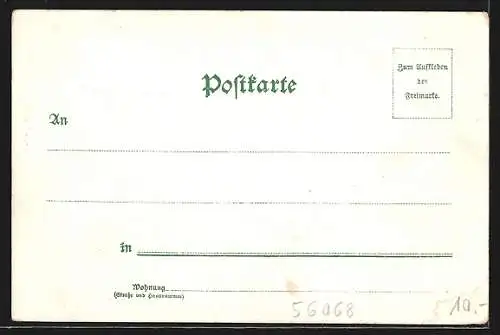 Postkarte
Zum Aufkleben
der
Freimarke.
An
in
Wohnung
(Straße und Hausnummer)
56068
10.-